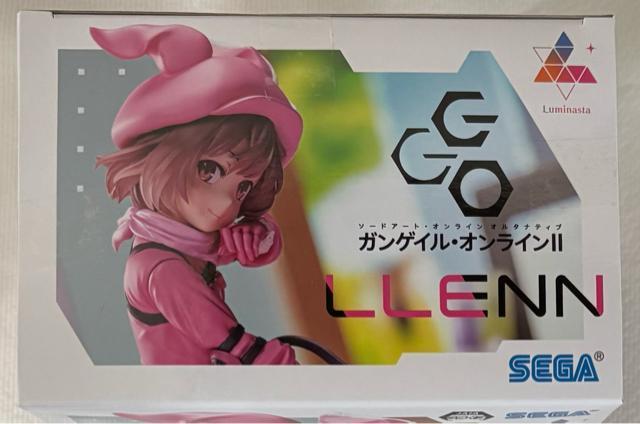 Luminasta
GGO
ソードアート・オンライン オルタナティブ
ガンゲイル・オンラインII
LLENN
SEGA®
SEGA